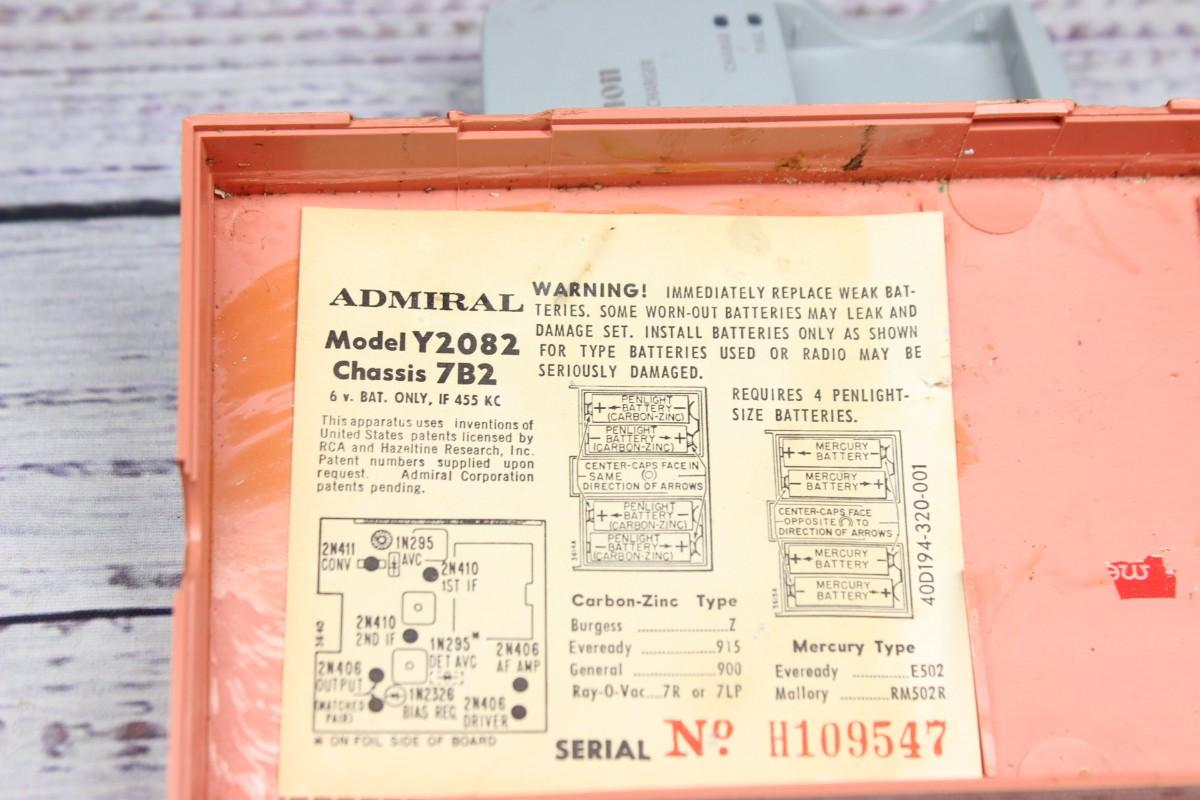 CHARGE
FULL
CHARGER
ADMIRAL
Model Y2082
Chassis 7B2
6 v. BAT. ONLY, IF 455 KC
This apparatus uses inventions of
United States patents licensed by
RCA and Hazeltine Research, Inc.
Patent numbers supplied upon
request. Admiral Corporation
patents pending.
WARNING! IMMEDIATELY REPLACE WEAK BAT-
TERIES. SOME WORN-OUT BATTERIES MAY LEAK AND
DAMAGE SET. INSTALL BATTERIES ONLY AS SHOWN
FOR TYPE BATTERIES USED OR RADIO MAY BE
SERIOUSLY DAMAGED.
PENLIGHT
+ BATTERY -
(CARBON-ZINC)
PENLIGHT
- BATTERY +
(CARBON-ZINC)
CENTER-CAPS FACE IN
SAME
DIRECTION OF ARROWS
PENLIGHT
+ BATTERY -
(CARBON-ZINC)
PENLIGHT
- BATTERY +
(CARBON-ZINC)
REQUIRES 4 PENLIGHT-
SIZE BATTERIES.
MERCURY
+ BATTERY -
MERCURY
- BATTERY +
CENTER-CAPS FACE
OPPOSITE TO
DIRECTION OF ARROWS
MERCURY
+ BATTERY -
MERCURY
- BATTERY +
40D194-320-001
1N295
AVC
2N411
CONV
2N410
1ST IF
2N410
2ND IF
1N295*
DET AVC
2N406
AF AMP
2N406
OUTPUT
(MATCHED
PAIR)
1N2326
BIAS REG.
2N406
DRIVER
* ON FOIL SIDE OF BOARD
Carbon-Zinc Type
Burgess ..................Z
Eveready ..............915
General ................900
Ray-O-Vac...7R or 7LP
Mercury Type
Eveready ............E502
Mallory ..........RM502R
SERIAL No. H109547